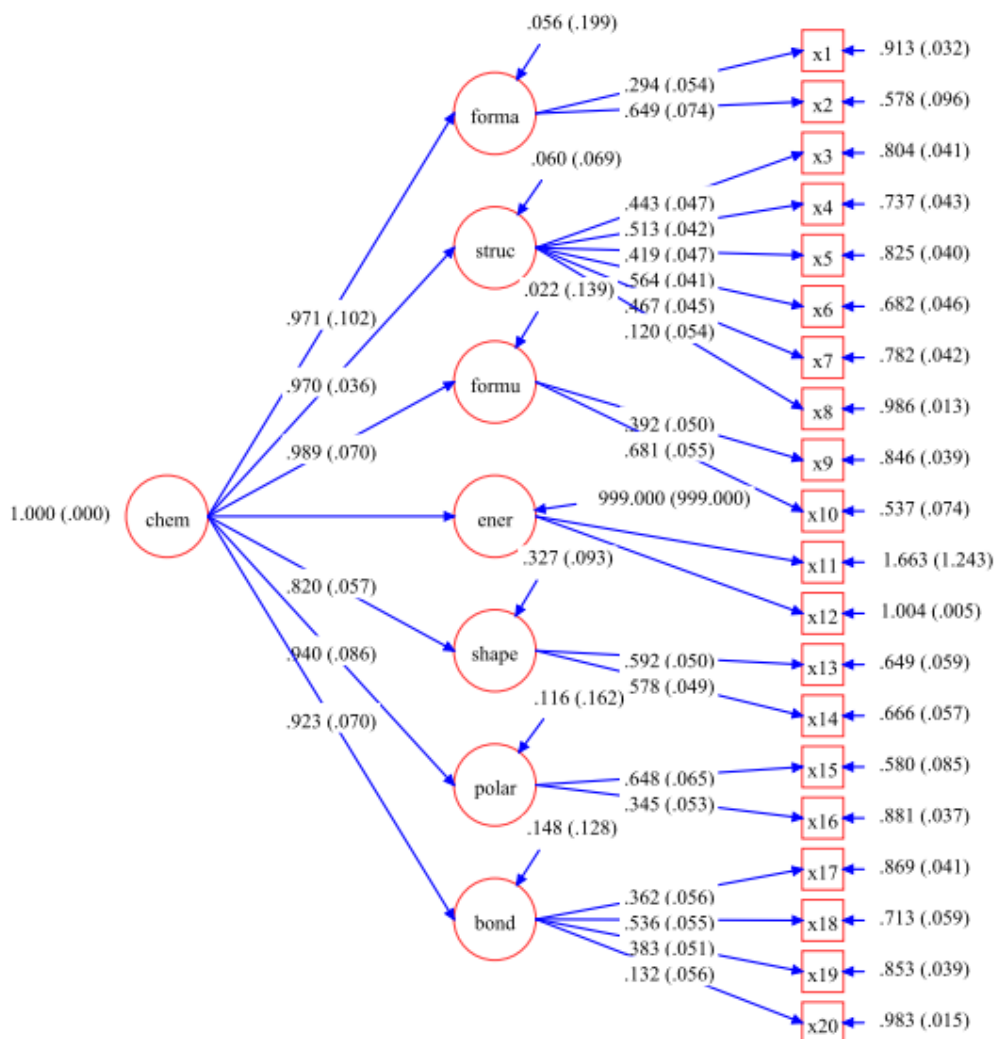 .056 (.199)
x1
.913 (.032)
.294 (.054)
forma
.649 (.074)
x2
.578 (.096)
.060 (.069)
x3
.804 (.041)
.443 (.047)
x4
.737 (.043)
.513 (.042)
struc
.419 (.047)
x5
.825 (.040)
.564 (.041)
.022 (.139)
.467 (.045)
x6
.682 (.046)
.971 (.102)
.120 (.054)
x7
.782 (.042)
.970 (.036)
formu
x8
.986 (.013)
.392 (.050)
.989 (.070)
.681 (.055)
x9
.846 (.039)
1.000 (.000)
chem
ener
999.000 (999.000)
x10
.537 (.074)
.327 (.093)
x11
1.663 (1.243)
.820 (.057)
x12
1.004 (.005)
.940 (.086)
shape
.592 (.050)
x13
.649 (.059)
.578 (.049)
.116 (.162)
x14
.666 (.057)
.923 (.070)
polar
.648 (.065)
x15
.580 (.085)
.345 (.053)
x16
.881 (.037)
.148 (.128)
x17
.869 (.041)
.362 (.056)
bond
.536 (.055)
x18
.713 (.059)
.383 (.051)
x19
.853 (.039)
.132 (.056)
x20
.983 (.015)